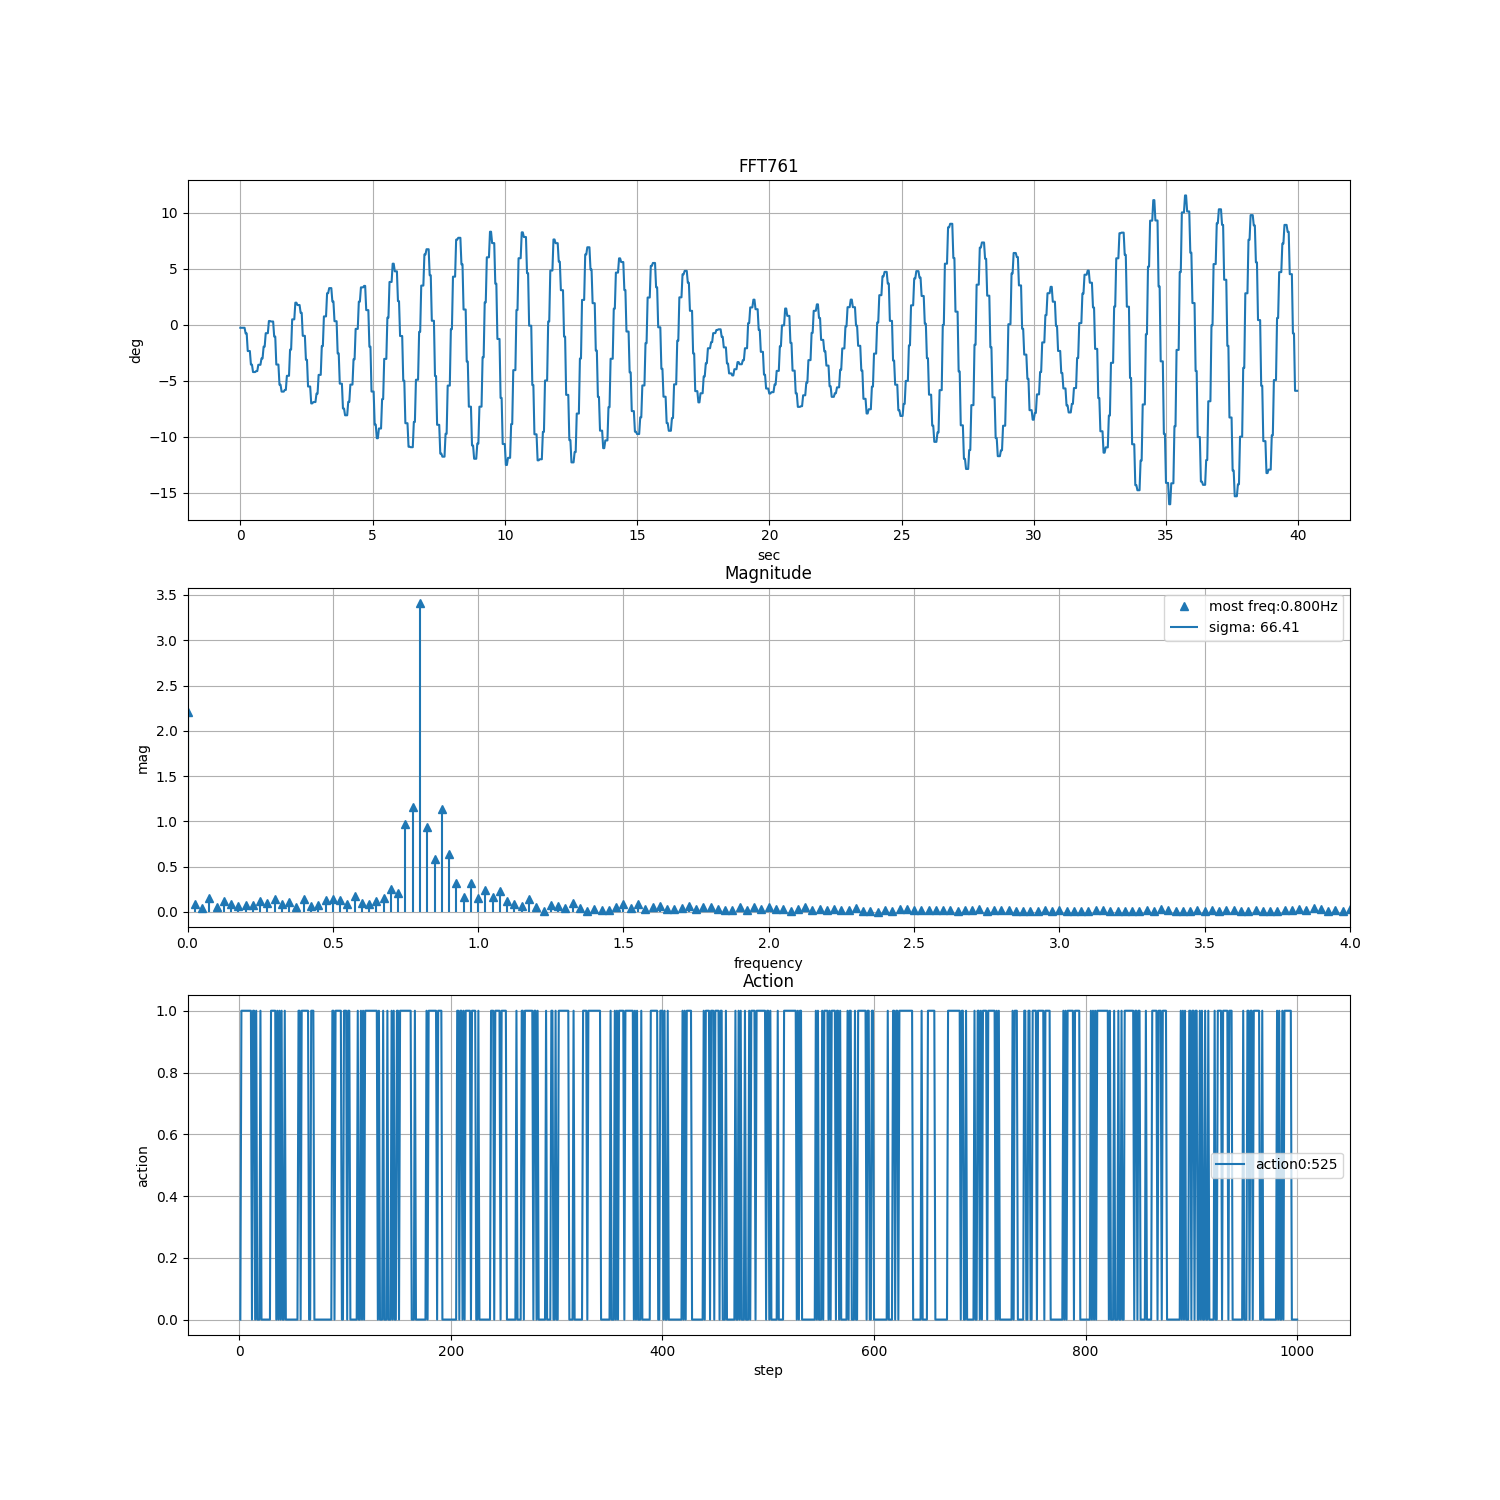 FFT761
10
5
0
−5
−10
−15
deg
0 5 10 15 20 25 30 35 40
sec
Magnitude
3.5
3.0
2.5
2.0
1.5
1.0
0.5
0.0
mag
most freq:0.800Hz
sigma: 66.41
0.0 0.5 1.0 1.5 2.0 2.5 3.0 3.5 4.0
frequency
Action
1.0
0.8
0.6
0.4
0.2
0.0
action
action0:525
0 200 400 600 800 1000
step